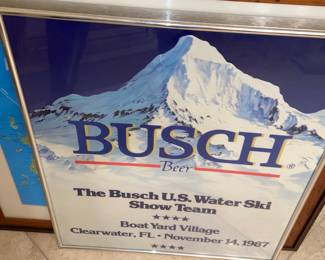 BUSCH®
Beer
The Busch U.S. Water Ski
Show Team
★★★★
Boat Yard Village
Clearwater, FL • November 14, 1987
★★★★